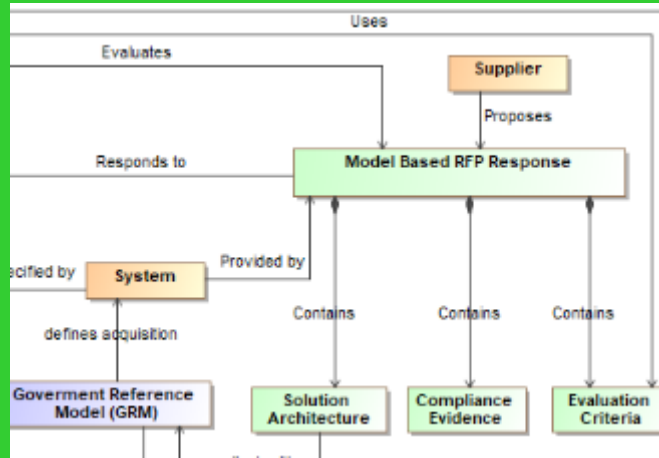 Uses
Evaluates
Supplier
Proposes
Responds to
Model Based RFP Response
ecified by
System
Provided by
defines acquisition
Contains
Contains
Contains
Goverment Reference
Model (GRM)
Solution
Architecture
Compliance
Evidence
Evaluation
Criteria